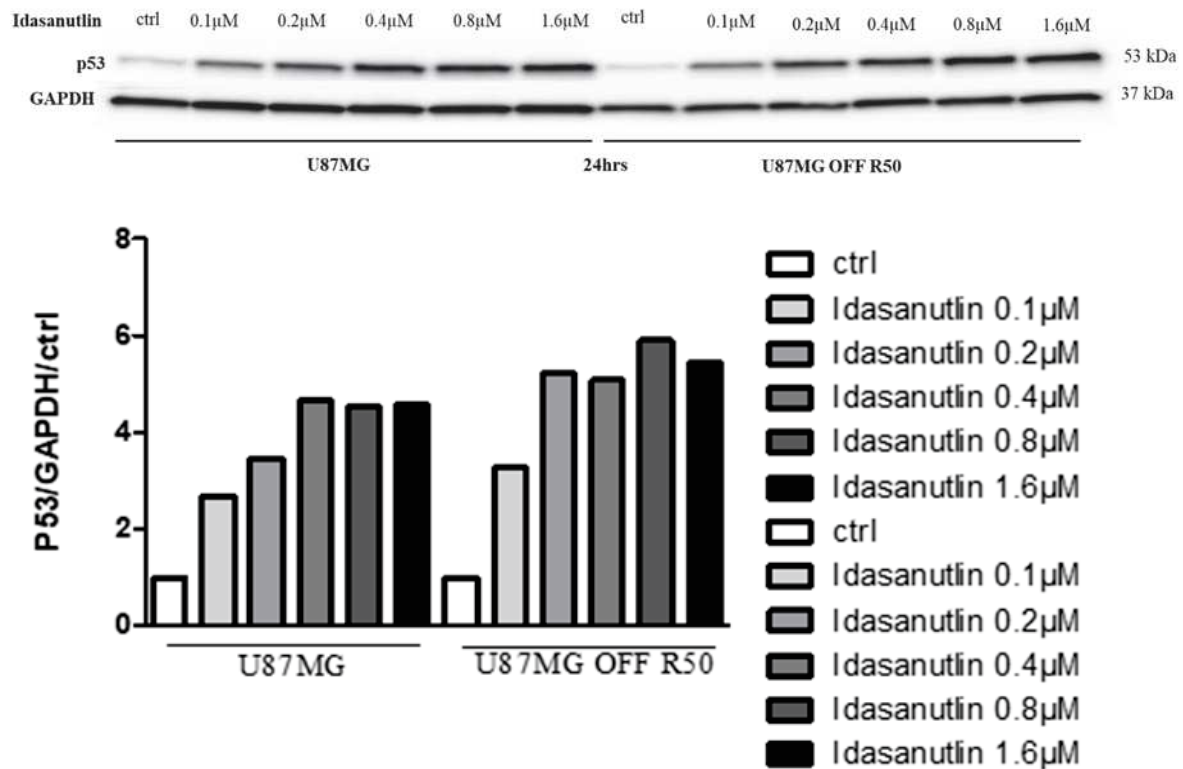 Idasanutlin ctrl 0.1µM 0.2µM 0.4µM 0.8µM 1.6µM ctrl 0.1µM 0.2µM 0.4µM 0.8µM 1.6µM
p53 53 kDa
GAPDH 37 kDa
U87MG 24hrs U87MG OFF R50
P53/GAPDH/ctrl
8
6
4
2
0
U87MG U87MG OFF R50
ctrl
Idasanutlin 0.1µM
Idasanutlin 0.2µM
Idasanutlin 0.4µM
Idasanutlin 0.8µM
Idasanutlin 1.6µM
ctrl
Idasanutlin 0.1µM
Idasanutlin 0.2µM
Idasanutlin 0.4µM
Idasanutlin 0.8µM
Idasanutlin 1.6µM